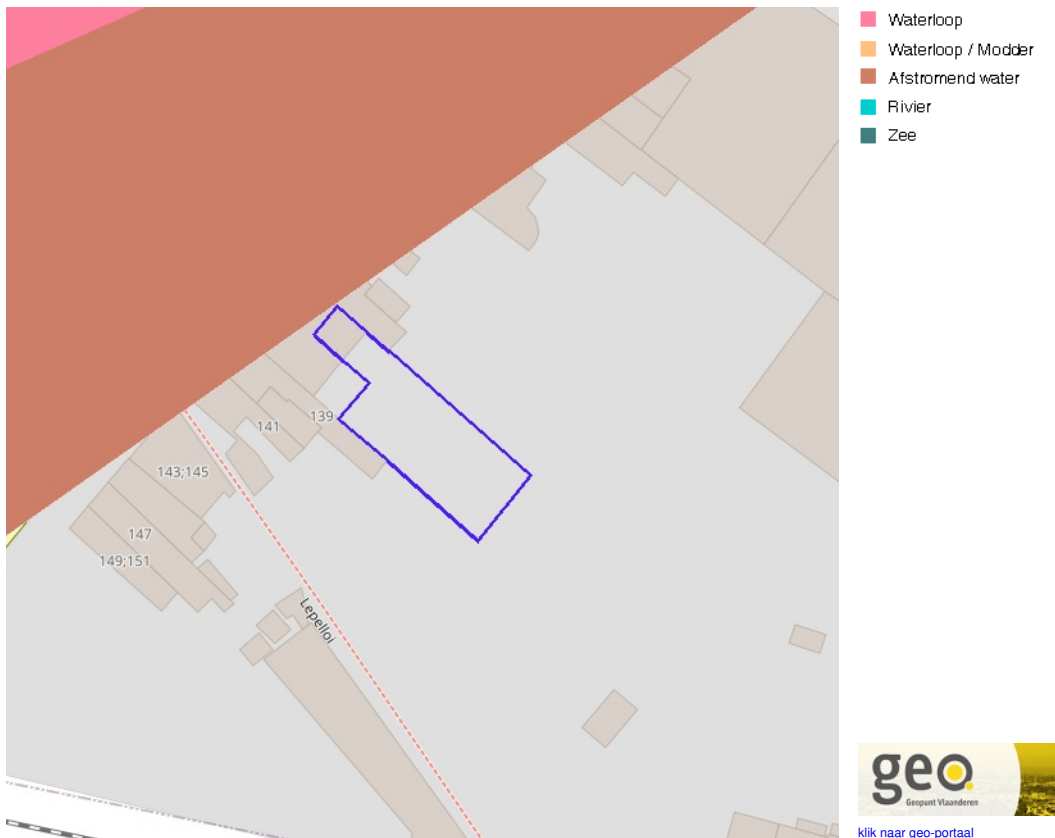 Waterloop
Waterloop / Modder
Afstromend water
Rivier
Zee
139
141
143;145
147
149;151
Lepelloi
geo
Geopunt Vlaanderen
klik naar geo-portaal